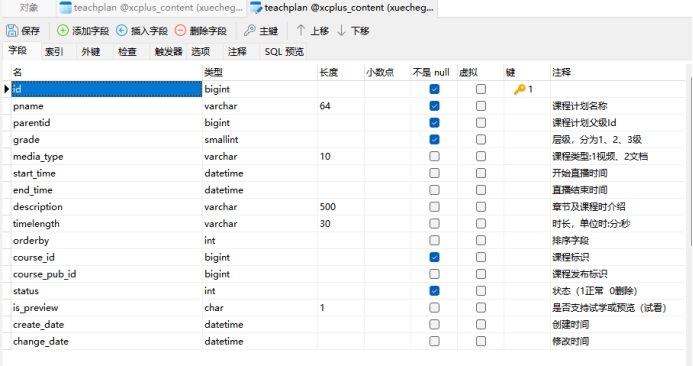 对象 teachplan @xcplus_content (xuecheg... teachplan @xcplus_content (xuecheg...
保存 添加字段 插入字段 删除字段 主键 上移 下移
字段 索引 外键 检查 触发器 选项 注释 SQL 预览
名 类型 长度 小数点 不是 null 虚拟 键 注释
id bigint 1
pname varchar 64 课程计划名称
parentid bigint 课程计划父级Id
grade smallint 层级，分为1、2、3级
media_type varchar 10 课程类型:1视频、2文档
start_time datetime 开始直播时间
end_time datetime 直播结束时间
description varchar 500 章节及课程时介绍
timelength varchar 30 时长，单位时:分:秒
orderby int 排序字段
course_id bigint 课程标识
course_pub_id bigint 课程发布标识
status int 状态（1正常 0删除）
is_preview char 1 是否支持试学或预览（试看）
create_date datetime 创建时间
change_date datetime 修改时间